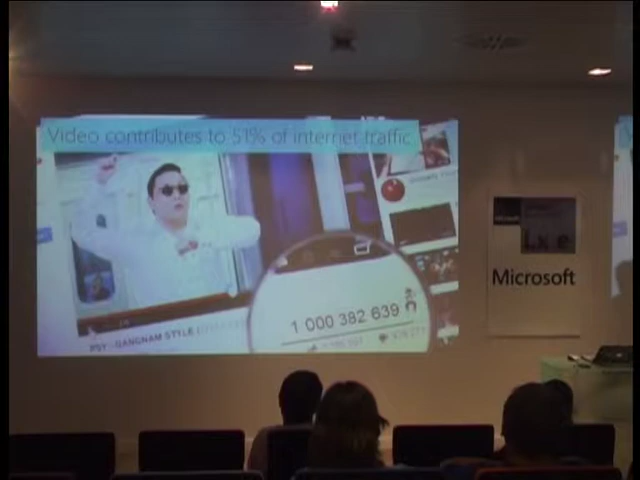 Video contributes to 51% of internet traffic
1 000 382 639
PSY - GANGNAM STYLE
Microsoft